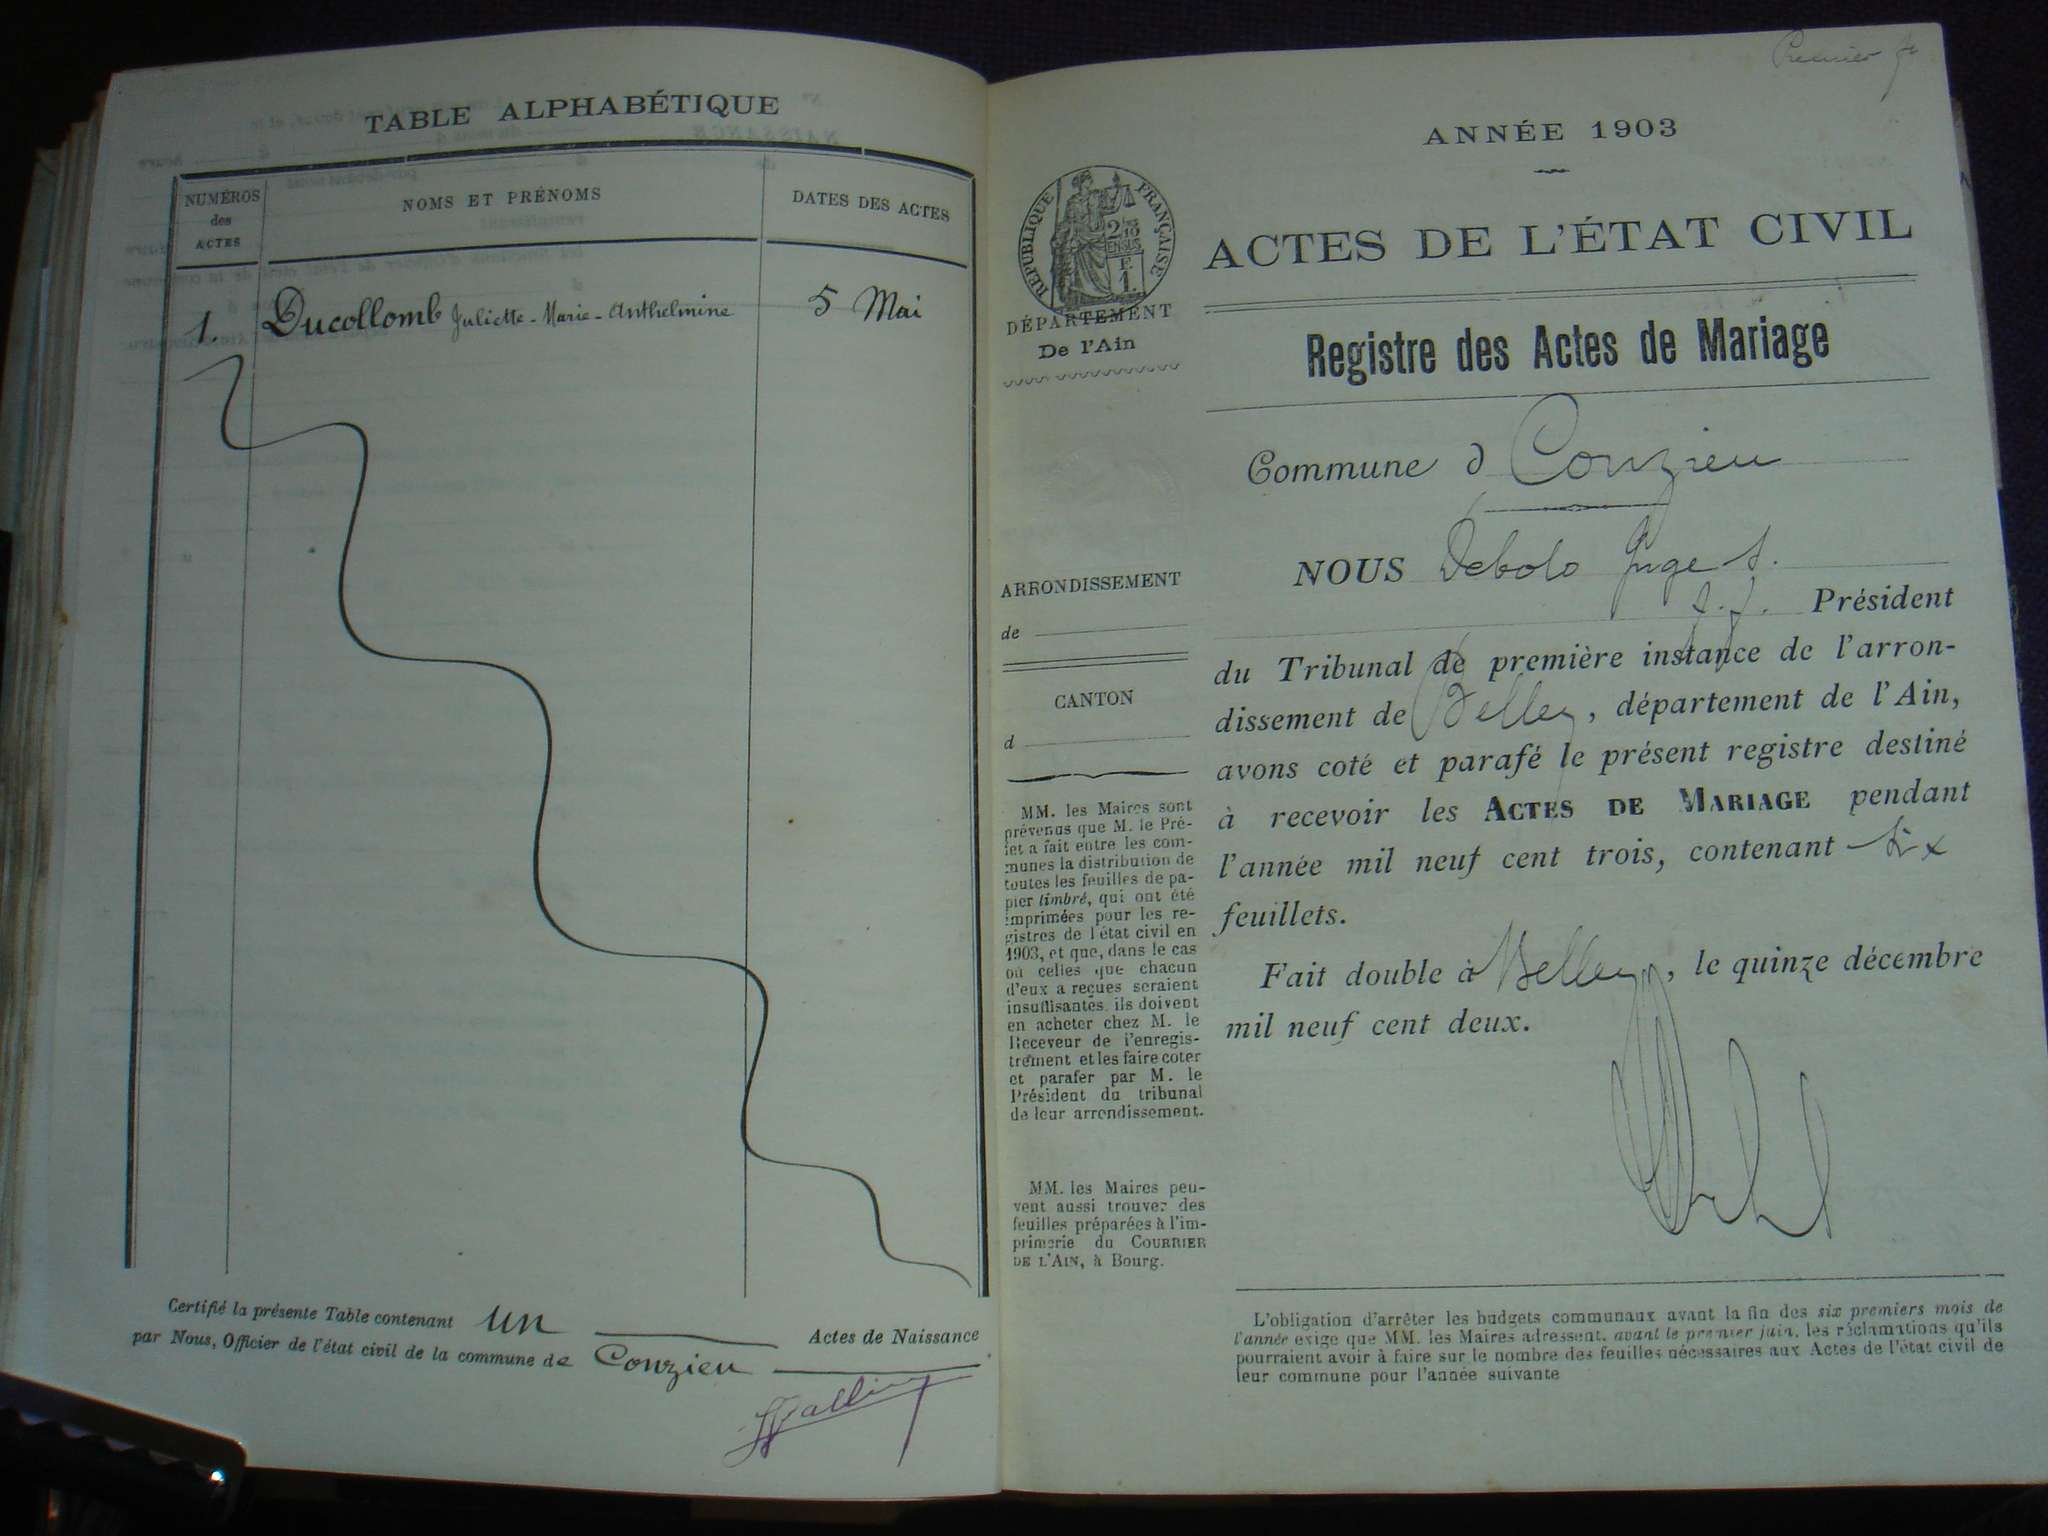 TABLE ALPHABÉTIQUE
NUMÉROS
des
ACTES
NOMS ET PRÉNOMS
DATES DES ACTES
1. Ducollomb Juliette-Marie-Anthelmine 5 Mai
Certifié la présente Table contenant un Actes de Naissance
par Nous, Officier de l'état civil de la commune de Conzieu
Premier
ANNÉE 1903
RÉPUBLIQUE FRANÇAISE
DÉPARTEMENT
De l'Ain
ACTES DE L'ÉTAT CIVIL
Registre des Actes de Mariage
Commune d Conzieu
ARRONDISSEMENT
de
CANTON
d
MM. les Maires sont
prévenus que M. le Pré-
fet a fait entre les com-
munes la distribution de
toutes les feuilles de pa-
pier timbré, qui ont été
imprimées pour les re-
gistres de l'état civil en
1903, et que, dans le cas
où celles que chacun
d'eux a reçues seraient
insuffisantes, ils doivent
en acheter chez M. le
Receveur de l'enregis-
trement et les faire coter
et parafer par M. le
Président du tribunal
de leur arrondissement.
MM. les Maires peu-
vent aussi trouver des
feuilles préparées à l'im-
primerie du COURRIER
DE L'AIN, à Bourg.
NOUS Debolo Juge s.
Président
du Tribunal de première instance de l'arron-
dissement de Belley, département de l'Ain,
avons coté et parafé le présent registre destiné
à recevoir les ACTES DE MARIAGE pendant
l'année mil neuf cent trois, contenant six
feuillets.
Fait double à Belley, le quinze décembre
mil neuf cent deux.
L'obligation d'arrêter les budgets communaux avant la fin des six premiers mois de
l'année exige que MM. les Maires adressent, avant le premier juin, les réclamations qu'ils
pourraient avoir à faire sur le nombre des feuilles nécessaires aux Actes de l'état civil de
leur commune pour l'année suivante